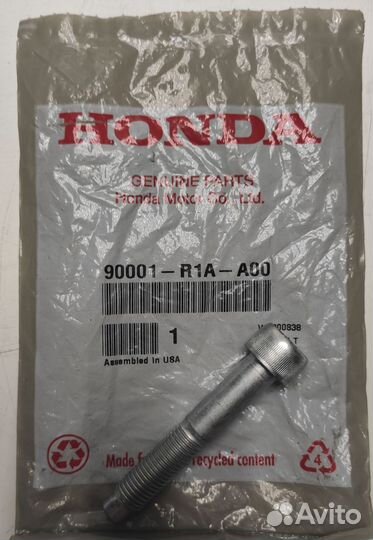 HONDA
GENUINE PARTS
Honda Motor Co., Ltd.
90001-R1A-A00
1
Assembled in USA
Made recycled content
4
Avito